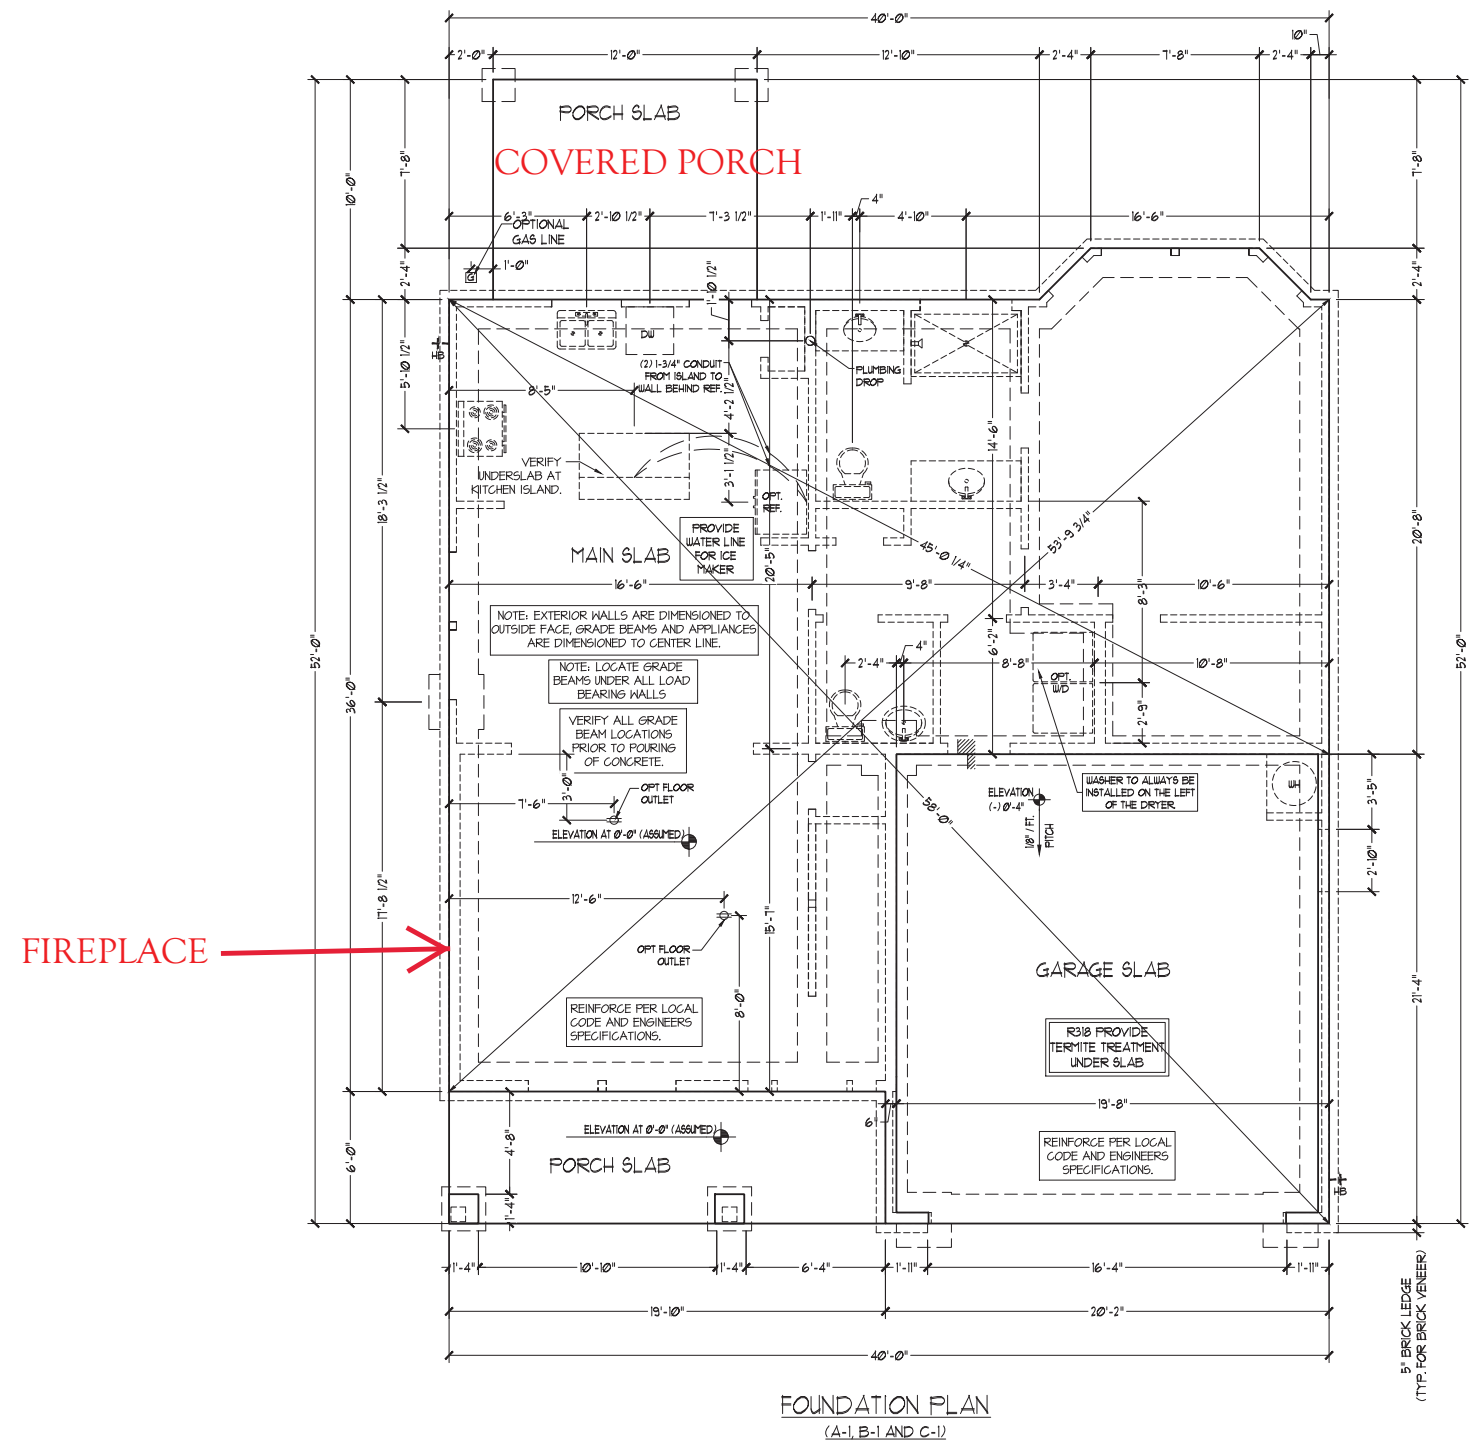 40'-0"
10"
2'-0" 12'-0" 12'-10" 2'-4" 7'-8" 2'-4"
PORCH SLAB
COVERED PORCH
7'-8"
7'-8"
10'-0"
4"
6'-3" 2'-10 1/2" 7'-3 1/2" 1'-11" 4'-10" 16'-6"
OPTIONAL
GAS LINE
1'-0"
G
2'-4"
2'-4"
1'-10 1/2"
DW
HB
PLUMBING
DROP
(2) 1-3/4" CONDUIT
FROM ISLAND TO
WALL BEHIND REF.
5'-10 1/2"
8'-5"
4'-2 1/2"
14'-6"
VERIFY
UNDERSLAB AT
KITCHEN ISLAND.
3'-1 1/2"
OPT.
REF.
18'-3 1/2"
PROVIDE
WATER LINE
FOR ICE
MAKER
MAIN SLAB
45'-0 1/4"
53'-9 3/4"
20'-8"
20'-5"
16'-6" 9'-8" 3'-4" 10'-6"
8'-3"
NOTE: EXTERIOR WALLS ARE DIMENSIONED TO
OUTSIDE FACE, GRADE BEAMS AND APPLIANCES
ARE DIMENSIONED TO CENTER LINE.
52'-0"
52'-0"
6'-2"
4"
2'-4" 8'-8" 10'-8"
NOTE: LOCATE GRADE
BEAMS UNDER ALL LOAD
BEARING WALLS
OPT.
W/D
36'-0"
2'-9"
VERIFY ALL GRADE
BEAM LOCATIONS
PRIOR TO POURING
OF CONCRETE.
3'-0"
OPT FLOOR
OUTLET
7'-6"
ELEVATION AT 0'-0" (ASSUMED)
58'-0"
ELEVATION
(-) 0'-4"
1/8" / FT.
PITCH
WASHER TO ALWAYS BE
INSTALLED ON THE LEFT
OF THE DRYER
WH
3'-5"
2'-10"
17'-8 1/2"
12'-6"
15'-7"
FIREPLACE
OPT FLOOR
OUTLET
GARAGE SLAB
21'-4"
8'-0"
REINFORCE PER LOCAL
CODE AND ENGINEERS
SPECIFICATIONS.
R318 PROVIDE
TERMITE TREATMENT
UNDER SLAB
19'-8"
6"
ELEVATION AT 0'-0" (ASSUMED)
4'-8"
6'-0"
PORCH SLAB
REINFORCE PER LOCAL
CODE AND ENGINEERS
SPECIFICATIONS.
HB
1'-4"
1'-4" 10'-10" 1'-4" 6'-4" 1'-11" 16'-4" 1'-11"
19'-10" 20'-2"
40'-0"
5" BRICK LEDGE
(TYP. FOR BRICK VENEER)
FOUNDATION PLAN
(A-1, B-1 AND C-1)